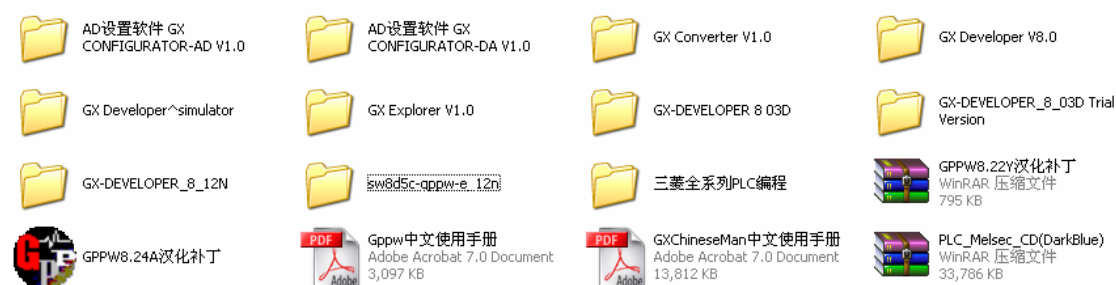 AD设置软件 GX
CONFIGURATOR-AD V1.0
AD设置软件 GX
CONFIGURATOR-DA V1.0
GX Converter V1.0
GX Developer V8.0
GX Developer^simulator
GX Explorer V1.0
GX-DEVELOPER 8 03D
GX-DEVELOPER_8_03D Trial
Version
GX-DEVELOPER_8_12N
sw8d5c-gppw-e_12n
三菱全系列PLC编程
GPPW8.22Y汉化补丁
WinRAR 压缩文件
795 KB
GPPW8.24A汉化补丁
PDF
Adobe
Gppw中文使用手册
Adobe Acrobat 7.0 Document
3,097 KB
PDF
Adobe
GXChineseMan中文使用手册
Adobe Acrobat 7.0 Document
13,812 KB
PLC_Melsec_CD(DarkBlue)
WinRAR 压缩文件
33,786 KB